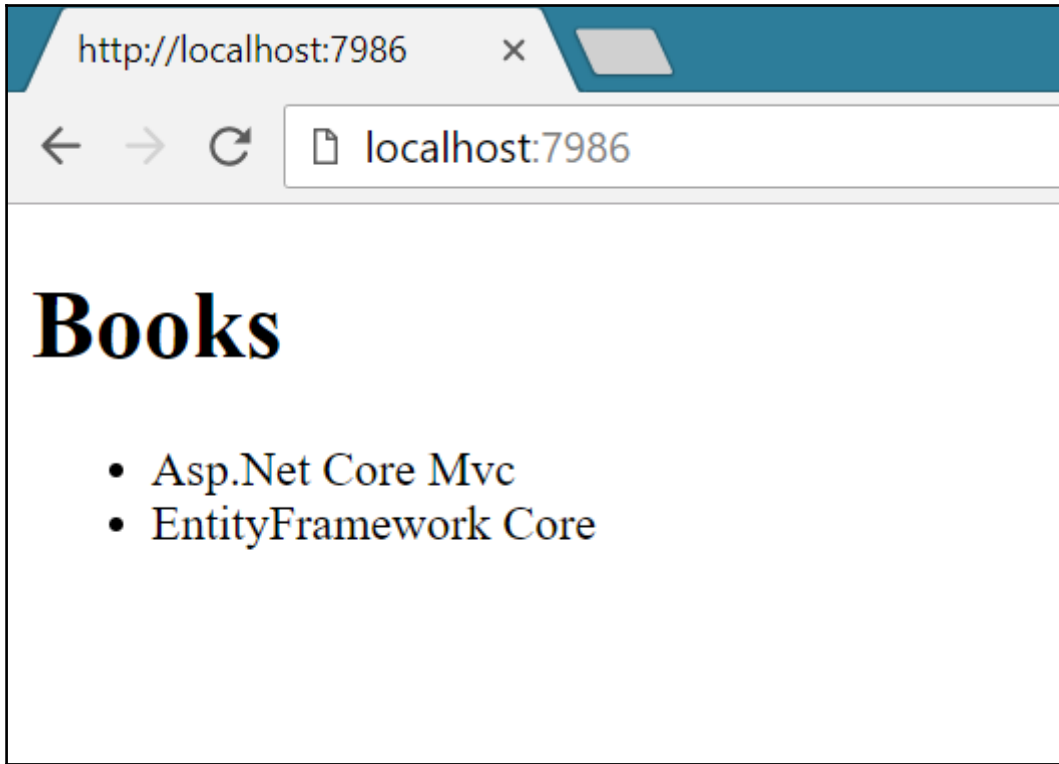 http://localhost:7986
localhost:7986
Books
Asp.Net Core Mvc
EntityFramework Core